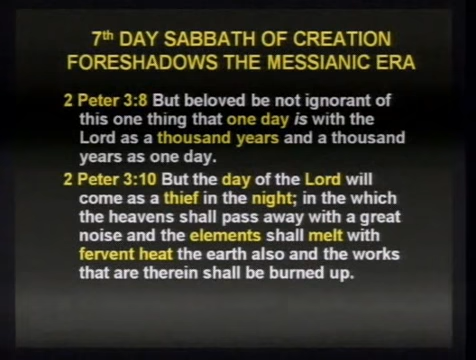 7th DAY SABBATH OF CREATION
FORESHADOWS THE MESSIANIC ERA
2 Peter 3:8 But beloved be not ignorant of
this one thing that one day is with the
Lord as a thousand years and a thousand
years as one day.
2 Peter 3:10 But the day of the Lord will
come as a thief in the night; in the which
the heavens shall pass away with a great
noise and the elements shall melt with
fervent heat the earth also and the works
that are therein shall be burned up.